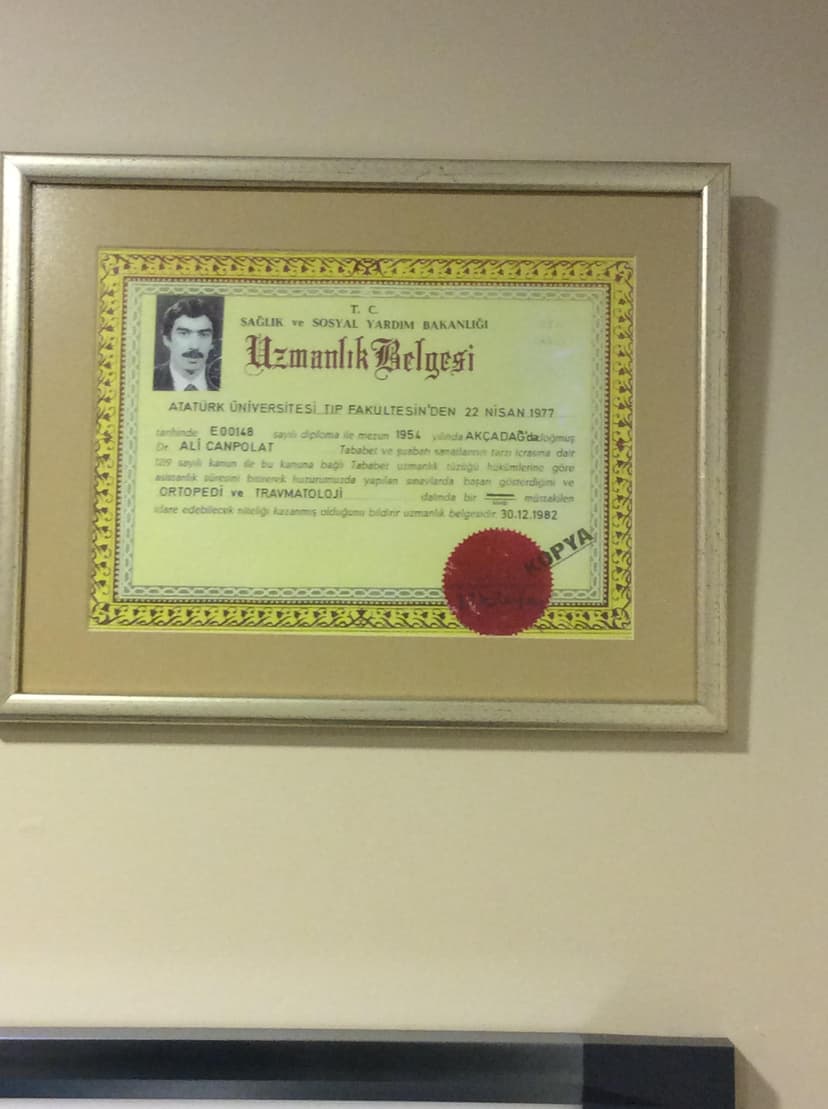 T. C.
SAĞLIK ve SOSYAL YARDIM BAKANLIĞI
Uzmanlık Belgesi
ATATÜRK ÜNİVERSİTESİ TIP FAKÜLTESİN'DEN 22 NİSAN 1977
tarihinde E00148 sayılı diploma ile mezun 1954 yılında AKÇADAĞ'da doğmuş
Dr. ALİ CANPOLAT Tababet ve şuabatı sanatlarının tarzı icrasına dair
1219 sayılı kanun ile bu kanuna bağlı Tababet uzmanlık tüzüğü hükümlerine göre
asistanlık süresini bitirerek huzurumuzda yapılan sınavlarda başarı gösterdiğini ve
ORTOPEDİ ve TRAVMATOLOJİ dalında bir müstakilen
idare edebilecek niteliği kazanmış olduğunu bildirir uzmanlık belgesidir. 30.12.1982
KOPYA